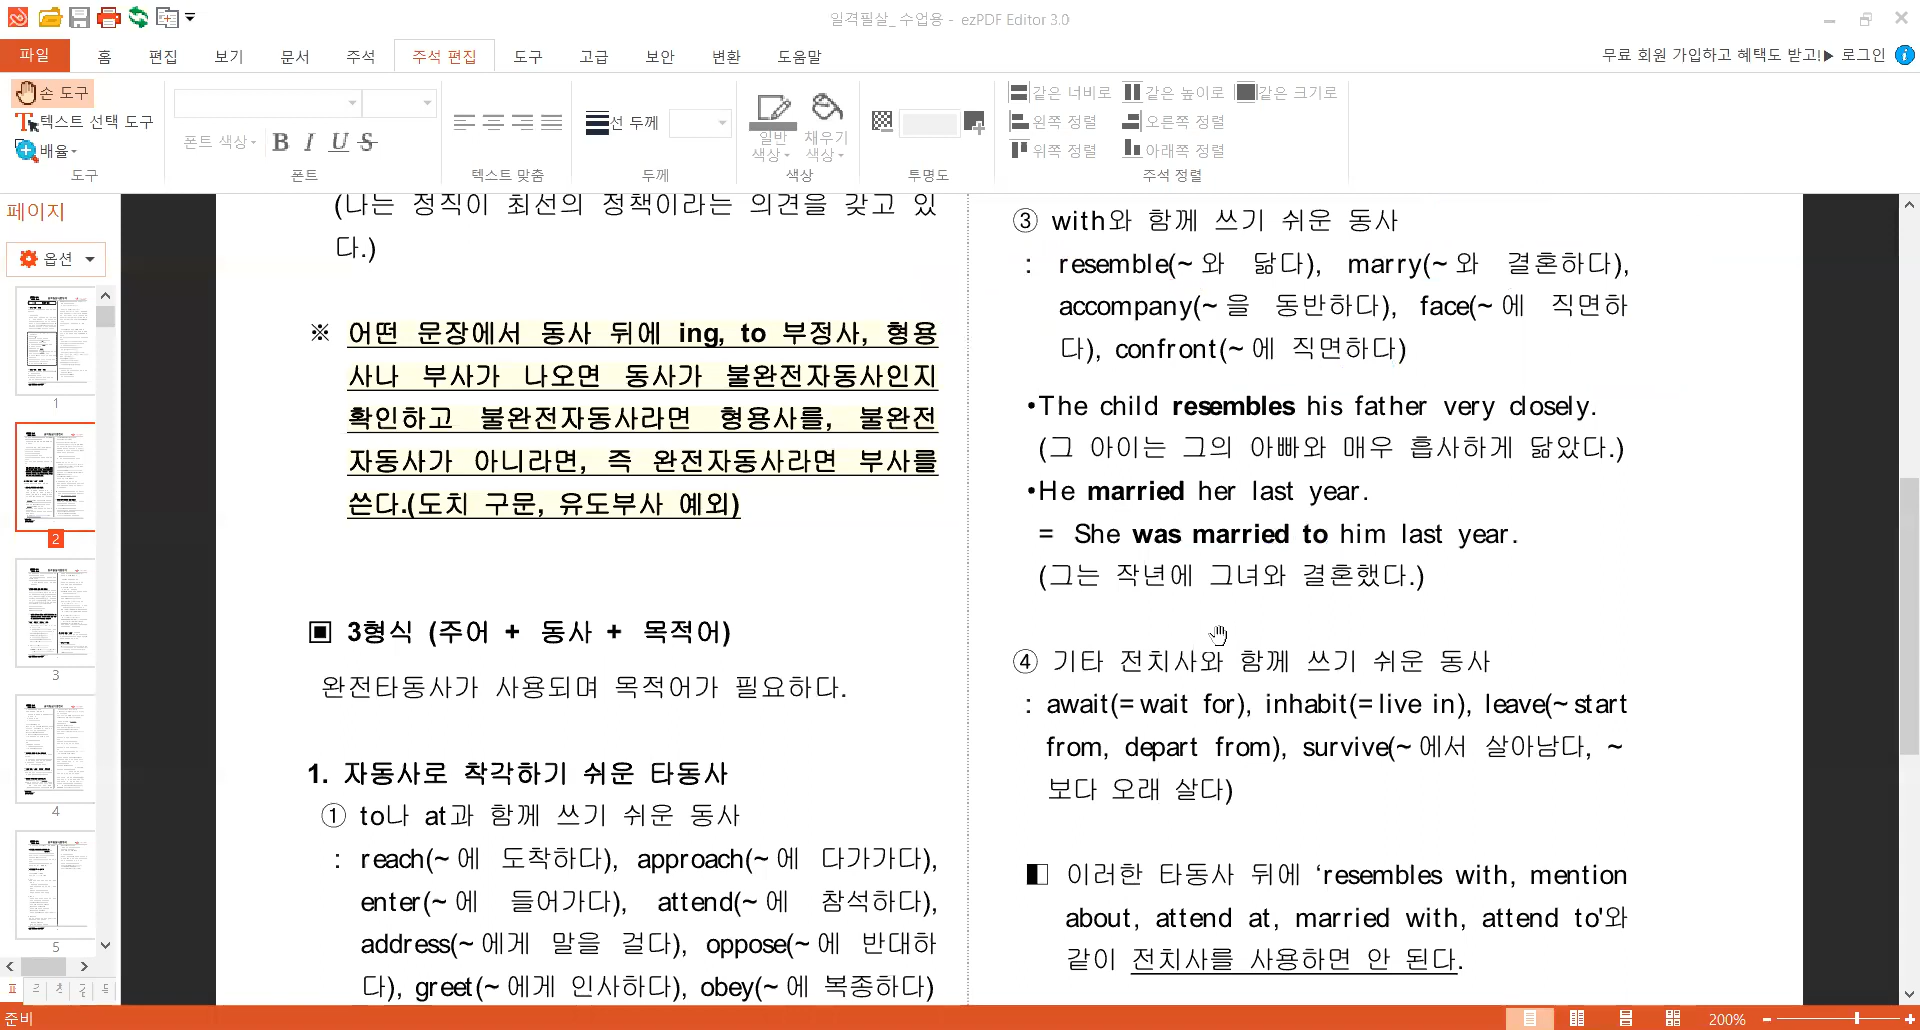 일격필살_ 수업용 - ezPDF Editor 3.0
파일 홈 편집 보기 문서 주석 주석 편집 도구 고급 보안 변환 도움말
무료 회원 가입하고 혜택도 받고!▶ 로그인
손 도구
텍스트 선택 도구
배율
도구
폰트 색상
B I U S
폰트
텍스트 맞춤
선 두께
두께
일반 색상
채우기 색상
색상
투명도
같은 너비로 같은 높이로 같은 크기로
왼쪽 정렬 오른쪽 정렬
위쪽 정렬 아래쪽 정렬
주석 정렬
페이지
옵션
1
2
3
4
5
(나는 정직이 최선의 정책이라는 의견을 갖고 있
다.)
※ 어떤 문장에서 동사 뒤에 ing, to 부정사, 형용
사나 부사가 나오면 동사가 불완전자동사인지
확인하고 불완전자동사라면 형용사를, 불완전
자동사가 아니라면, 즉 완전자동사라면 부사를
쓴다.(도치 구문, 유도부사 예외)
▣ 3형식 (주어 + 동사 + 목적어)
완전타동사가 사용되며 목적어가 필요하다.
1. 자동사로 착각하기 쉬운 타동사
① to나 at과 함께 쓰기 쉬운 동사
: reach(~에 도착하다), approach(~에 다가가다),
enter(~에 들어가다), attend(~에 참석하다),
address(~에게 말을 걸다), oppose(~에 반대하
다), greet(~에게 인사하다), obey(~에 복종하다)
③ with와 함께 쓰기 쉬운 동사
: resemble(~와 닮다), marry(~와 결혼하다),
accompany(~을 동반하다), face(~에 직면하
다), confront(~에 직면하다)
•The child resembles his father very closely.
(그 아이는 그의 아빠와 매우 흡사하게 닮았다.)
•He married her last year.
= She was married to him last year.
(그는 작년에 그녀와 결혼했다.)
④ 기타 전치사와 함께 쓰기 쉬운 동사
: await(=wait for), inhabit(=live in), leave(~start
from, depart from), survive(~에서 살아남다, ~
보다 오래 살다)
◧ 이러한 타동사 뒤에 ‘resembles with, mention
about, attend at, married with, attend to'와
같이 전치사를 사용하면 안 된다.
준비
200%